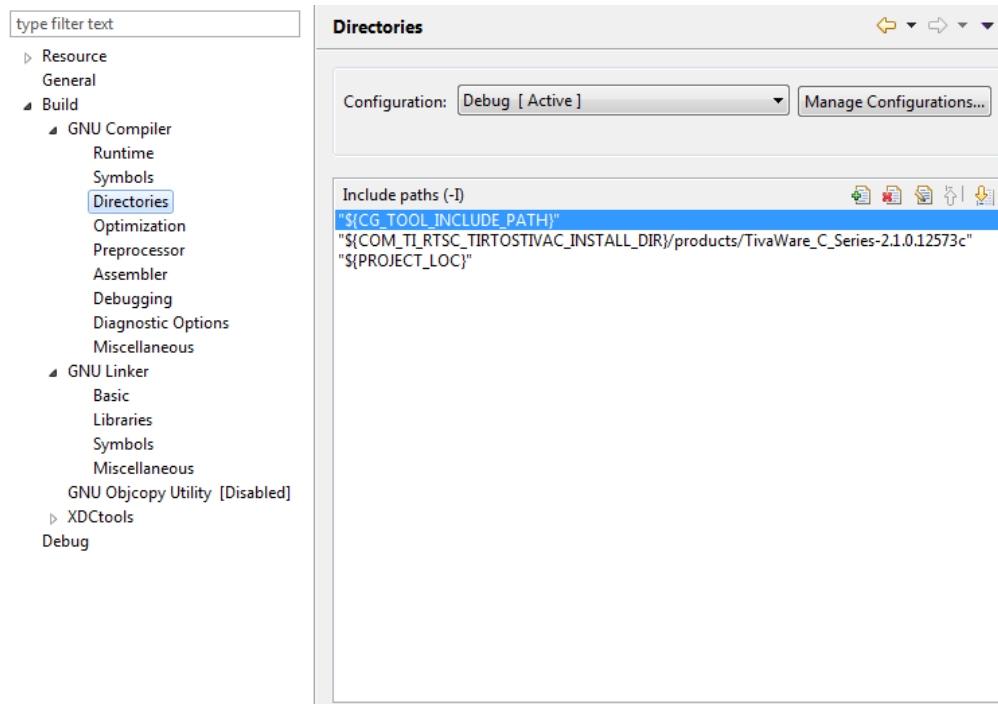 type filter text
Resource
General
Build
GNU Compiler
Runtime
Symbols
Directories
Optimization
Preprocessor
Assembler
Debugging
Diagnostic Options
Miscellaneous
GNU Linker
Basic
Libraries
Symbols
Miscellaneous
GNU Objcopy Utility [Disabled]
XDCtools
Debug
Directories
Configuration: Debug [ Active ] Manage Configurations...
Include paths (-I)
"${CG_TOOL_INCLUDE_PATH}"
"${COM_TI_RTSC_TIRTOSTIVAC_INSTALL_DIR}/products/TivaWare_C_Series-2.1.0.12573c"
"${PROJECT_LOC}"